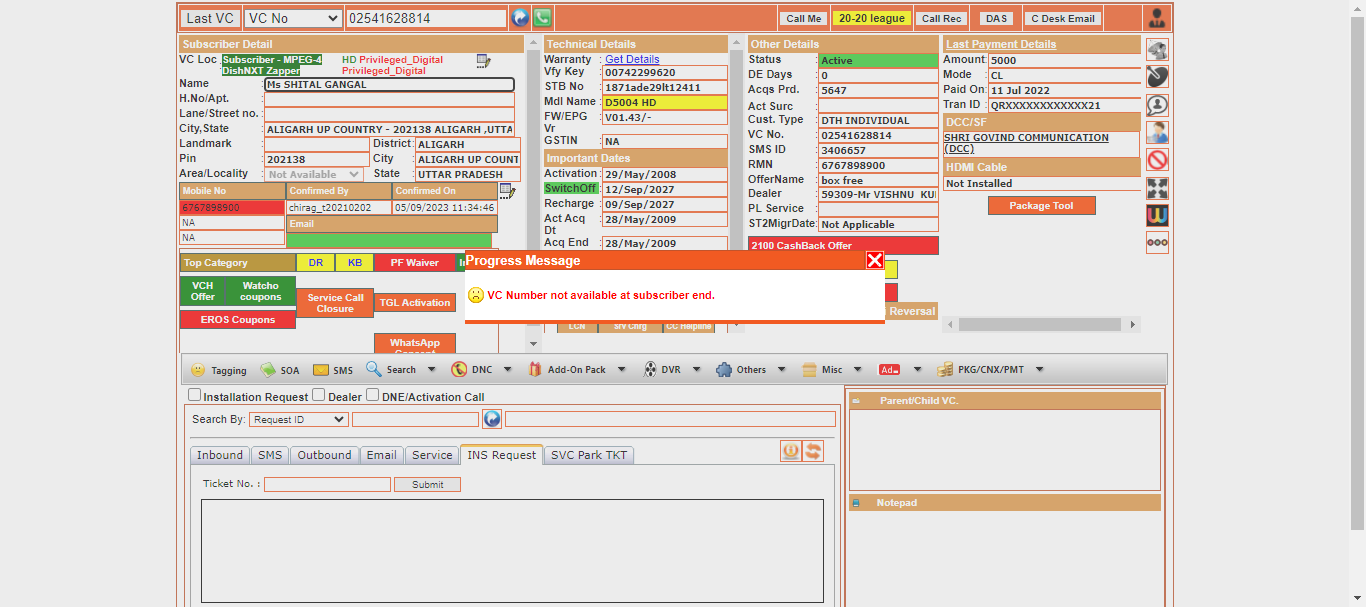 Last VC VC No 02541628814 Call Me 20-20 league Call Rec DAS C Desk Email
Subscriber Detail
VC Loc Subscriber - MPEG-4 HD Privileged_Digital
DishNXT Zapper Privileged_Digital
Name : Ms SHITAL GANGAL
H.No/Apt. :
Lane/Street no. :
City,State : ALIGARH UP COUNTRY - 202138 ALIGARH ,UTTA
Landmark : District : ALIGARH
Pin : 202138 City : ALIGARH UP COUNT
Area/Locality : Not Available State : UTTAR PRADESH
Mobile No Confirmed By Confirmed On
6767898900 chirag_t20210202 05/09/2023 11:34:46
NA Email
NA
Top Category DR KB PF Waiver
VCH Offer Watcho coupons Service Call Closure TGL Activation
EROS Coupons
WhatsApp
Technical Details
Warranty : Get Details
Vfy Key : 00742299620
STB No : 1871ade29lt12411
Mdl Name : D5004 HD
FW/EPG Vr : V01.43/-
GSTIN : NA
Important Dates
Activation : 29/May/2008
SwitchOff : 12/Sep/2027
Recharge : 09/Sep/2027
Act Acq Dt : 28/May/2009
Acq End : 28/May/2009
LCN Srv Chrg CC Helpline
Other Details
Status : Active
DE Days : 0
Acqs Prd. : 5647
Act Surc :
Cust. Type : DTH INDIVIDUAL
VC No. : 02541628814
SMS ID : 3406657
RMN : 6767898900
OfferName : box free
Dealer : 59309-Mr VISHNU KU
PL Service :
ST2MigrDate: Not Applicable
2100 CashBack Offer
Reversal
Last Payment Details
Amount : 5000
Mode : CL
Paid On : 11 Jul 2022
Tran ID : QRXXXXXXXXXXXX21
DCC/SF
SHRI GOVIND COMMUNICATION
(DCC)
HDMI Cable
Not Installed
Package Tool
Progress Message
VC Number not available at subscriber end.
Tagging SOA SMS Search DNC Add-On Pack DVR Others Misc Ad PKG/CNX/PMT
Installation Request Dealer DNE/Activation Call
Search By: Request ID
Inbound SMS Outbound Email Service INS Request SVC Park TKT
Ticket No. : Submit
Parent/Child VC.
Notepad